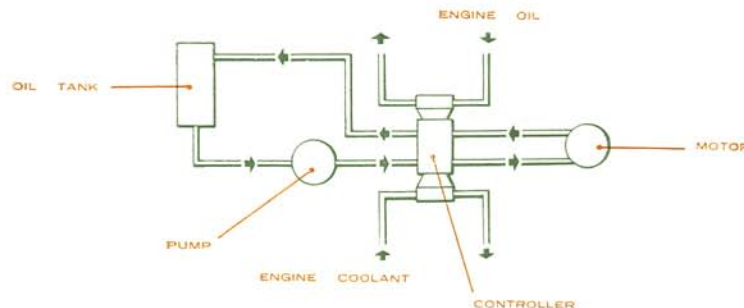 ENGINE OIL
OIL TANK
MOTOR
PUMP
ENGINE COOLANT
CONTROLLER